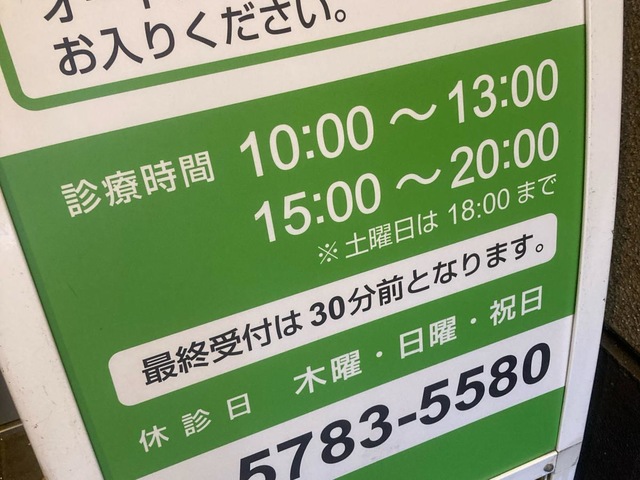 お入りください。
診療時間 10:00～13:00
15:00～20:00
※土曜日は 18:00 まで
最終受付は 30分前となります。
休診日 木曜・日曜・祝日
5783-5580